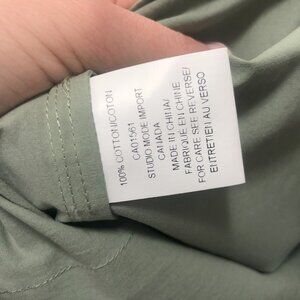 100% COTTON/COTON
CA01561
STUDIO MODE IMPORT
CANADA
MADE IN CHINA/
FABRIQUÉ EN CHINE
FOR CARE SEE REVERSE/
ENTRETIEN AU VERSO